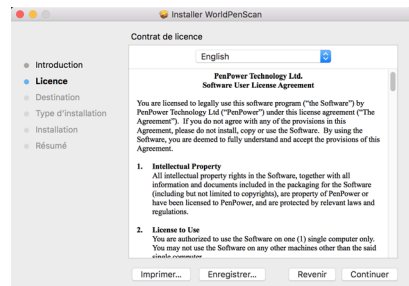 Installer WorldPenScan
Contrat de licence
Introduction
Licence
Destination
Type d'installation
Installation
Résumé
English
PenPower Technology Ltd.
Software User License Agreement
You are licensed to legally use this software program ("the Software") by
PenPower Technology Ltd ("PenPower") under this license agreement ("The
Agreement"). If you do not agree with any of the provisions in this
Agreement, please do not install, copy or use the Software. By using the
Software, you are deemed to fully understand and accept the provisions of this
Agreement.
1. Intellectual Property
All intellectual property rights in the Software, together with all
information and documents included in the packaging for the Software
(including but not limited to copyrights), are property of PenPower or
have been licensed to PenPower, and are protected by relevant laws and
regulations.
2. License to Use
You are authorized to use the Software on one (1) single computer only.
You may not use the Software on any other machines other than the said
single computer.
Imprimer... Enregistrer... Revenir Continuer